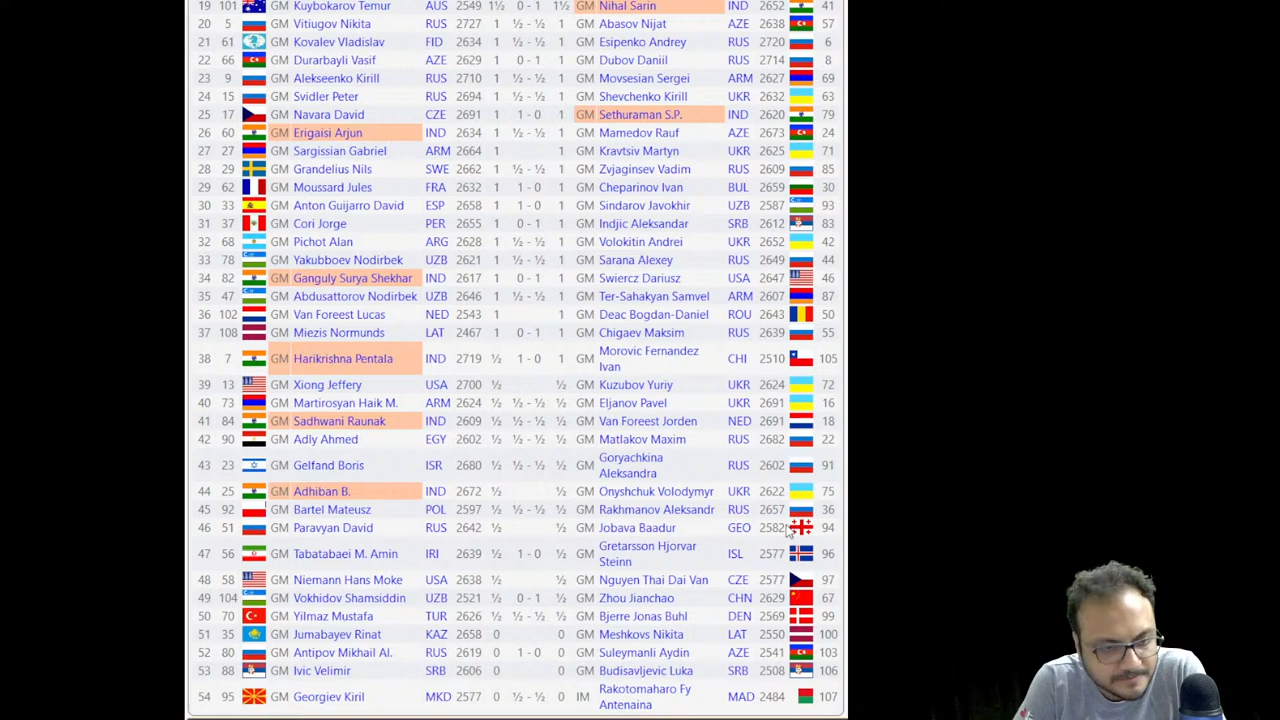 19 101 GM Kuybokarov Temur AUS 2549 1½ 1½ GM Nihal Sarin IND 2652 41
20 5 GM Vitiugov Nikita RUS 2727 1 ½ - ½ 1 GM Abasov Nijat AZE 2638 57
21 61 GM Kovalev Vladislav FID 2634 1 ½ - ½ 1 GM Esipenko Andrey RUS 2720 6
22 66 GM Durarbayli Vasif AZE 2629 1 0 - 1 1 GM Dubov Daniil RUS 2714 8
23 9 GM Alekseenko Kirill RUS 2710 1 ½ - ½ 1 GM Movsesian Sergei ARM 2627 69
24 15 GM Svidler Peter RUS 2694 1 ½ - ½ 1 GM Shevchenko Kirill UKR 2632 63
25 17 GM Navara David CZE 2691 1 1 - 0 1 GM Sethuraman S.P. IND 2620 79
26 60 GM Erigaisi Arjun IND 2634 1 ½ - ½ 1 GM Mamedov Rauf AZE 2673 24
27 27 GM Sargissian Gabriel ARM 2664 1 1 GM Kravtsiv Martyn UKR 2625 71
28 29 GM Grandelius Nils SWE 2662 1 ½ - ½ 1 GM Zvjaginsev Vadim RUS 2608 85
29 62 GM Moussard Jules FRA 2632 1 1 - 0 1 GM Cheparinov Ivan BUL 2659 30
30 33 GM Anton Guijarro David ESP 2658 1 1 GM Sindarov Javokhir UZB 2587 93
31 37 GM Cori Jorge PER 2653 1 ½ - ½ 1 GM Indjic Aleksandar SRB 2612 83
32 68 GM Pichot Alan ARG 2628 1 ½ - ½ 1 GM Volokitin Andrei UKR 2652 42
33 78 GM Yakubboev Nodirbek UZB 2621 1 ½ - ½ 1 GM Sarana Alexey RUS 2649 44
34 82 GM Ganguly Surya Shekhar IND 2617 1 0 - 1 1 GM Swiercz Dariusz USA 2647 46
35 47 GM Abdusattorov Nodirbek UZB 2646 1 1 GM Ter-Sahakyan Samvel ARM 2607 87
36 102 GM Van Foreest Lucas NED 2543 1 1 GM Deac Bogdan-Daniel ROU 2643 50
37 108 GM Miezis Normunds LAT 2467 1 0 - 1 1 GM Chigaev Maksim RUS 2639 55
38 7 GM Harikrishna Pentala IND 2719 ½ 1 - 0 1 GM Morovic Fernandez
Ivan CHI 2510 105
39 13 GM Xiong Jeffery USA 2700 ½ ½ GM Kuzubov Yuriy UKR 2624 72
40 73 GM Martirosyan Haik M. ARM 2624 ½ ½ - ½ ½ GM Eljanov Pavel UKR 2691 16
41 84 GM Sadhwani Raunak IND 2609 ½ ½ - ½ ½ GM Van Foreest Jorden NED 2691 18
42 90 GM Adly Ahmed EGY 2602 ½ ½ - ½ ½ GM Matlakov Maxim RUS 2682 22
43 23 GM Gelfand Boris ISR 2680 ½ ½ - ½ ½ GM Goryachkina
Aleksandra RUS 2602 91
44 25 GM Adhiban B. IND 2672 ½ ½ GM Onyshchuk Volodymyr UKR 2622 75
45 92 GM Bartel Mateusz POL 2597 ½ ½ - ½ ½ GM Rakhmanov Aleksandr RUS 2657 36
46 51 GM Paravyan David RUS 2642 ½ ½ - ½ ½ GM Jobava Baadur GEO 2582 94
47 56 GM Tabatabaei M. Amin IRI 2639 ½ 1 - 0 ½ GM Gretarsson Hjorvar
Steinn ISL 2577 96
48 58 GM Niemann Hans Moke USA 2638 ½ ½ GM Nguyen Thai Dai Van CZE 2577 97
49 104 GM Vokhidov Shamsiddin UZB 2521 ½ 0 - 1 ½ GM Zhou Jianchao CHN 2629 67
50 70 GM Yilmaz Mustafa TUR 2626 ½ ½ - ½ ½ GM Bjerre Jonas Buhl DEN 2569 99
51 35 GM Jumabayev Rinat KAZ 2658 0 0 GM Meshkovs Nikita LAT 2550 100
52 80 GM Antipov Mikhail Al. RUS 2619 0 1 - 0 0 GM Suleymanli Aydin AZE 2541 103
53 88 GM Ivic Velimir SRB 2606 0 0 GM Budisavljevic Luka SRB 2506 106
54 95 GM Georgiev Kiril MKD 2577 0 ½ - ½ 0 IM Rakotomaharo Fy
Antenaina MAD 2484 107